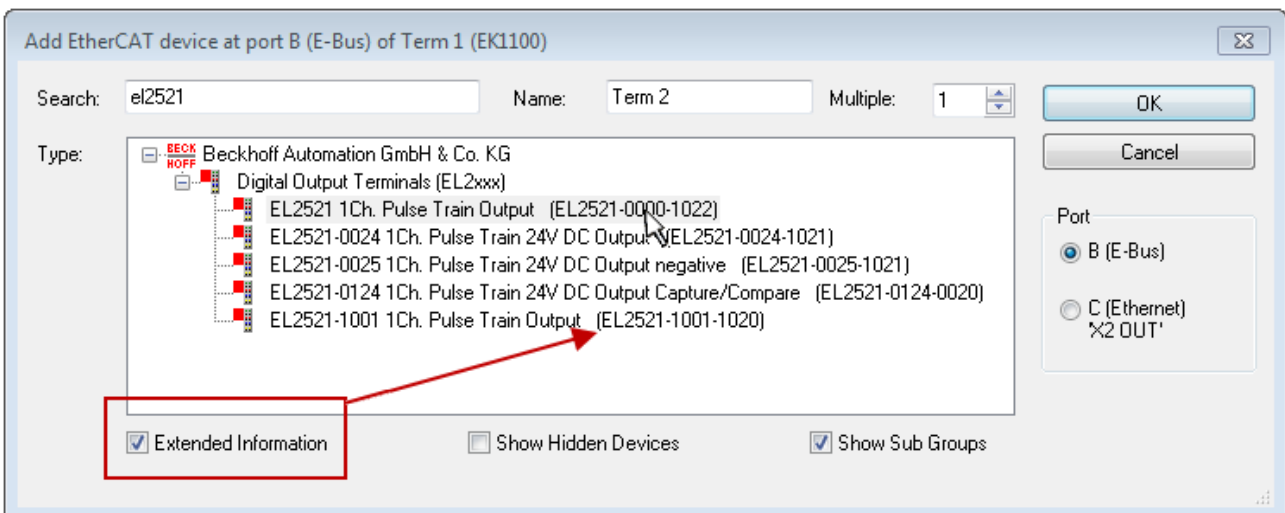 Add EtherCAT device at port B (E-Bus) of Term 1 (EK1100)
Search: el2521 Name: Term 2 Multiple: 1 OK
Type: BECK HOFF Beckhoff Automation GmbH & Co. KG Cancel
Digital Output Terminals (EL2xxx)
EL2521 1Ch. Pulse Train Output (EL2521-0000-1022)
EL2521-0024 1Ch. Pulse Train 24V DC Output (EL2521-0024-1021)
EL2521-0025 1Ch. Pulse Train 24V DC Output negative (EL2521-0025-1021)
EL2521-0124 1Ch. Pulse Train 24V DC Output Capture/Compare (EL2521-0124-0020)
EL2521-1001 1Ch. Pulse Train Output (EL2521-1001-1020)
Port
B (E-Bus)
C (Ethernet)
'X2 OUT'
Extended Information Show Hidden Devices Show Sub Groups